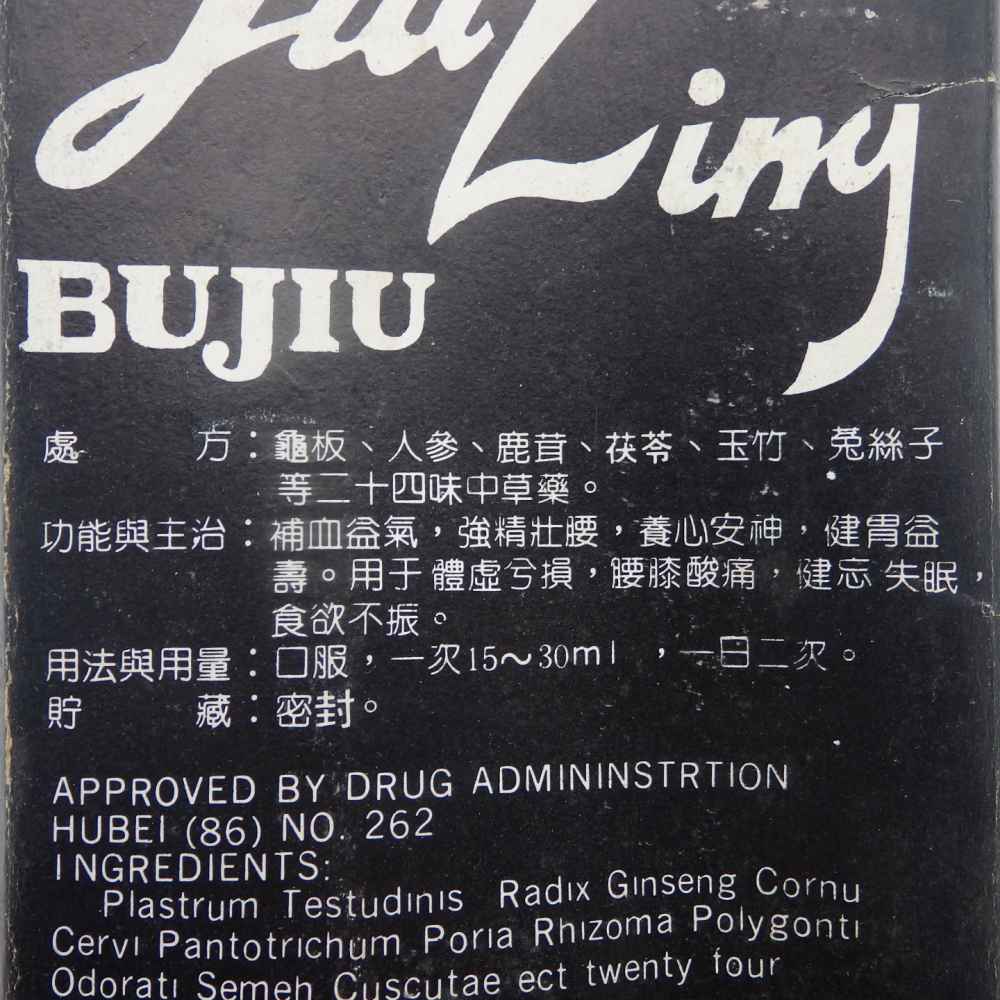 Ling
BUJIU
處 方：龜板、人參、鹿茸、茯苓、玉竹、菟絲子
等二十四味中草藥。
功能與主治：補血益氣，強精壯腰，養心安神，健胃益
壽。用于體虛兮損，腰膝酸痛，健忘失眠，
食欲不振。
用法與用量：口服，一次15～30ml，一日二次。
貯 藏：密封。
APPROVED BY DRUG ADMININSTRTION
HUBEI (86) NO. 262
INGREDIENTS:
Plastrum Testudinis Radix Ginseng Cornu
Cervi Pantotrichum Poria Rhizoma Polygonti
Odorati Semeh Cuscutae ect twenty four